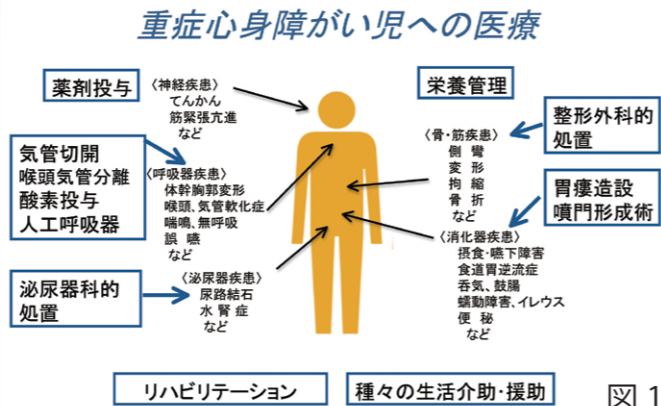 重症心身障がい児への医療
薬剤投与
〈神経疾患〉
てんかん
筋緊張亢進
など
気管切開
喉頭気管分離
酸素投与
人工呼吸器
〈呼吸器疾患〉
体幹胸郭変形
喉頭、気管軟化症
喘鳴、無呼吸
誤 嚥
など
泌尿器科的
処置
〈泌尿器疾患〉
尿路結石
水 腎 症
など
栄養管理
〈骨・筋疾患〉
側 彎
変 形
拘 縮
骨 折
など
整形外科的
処置
胃瘻造設
噴門形成術
〈消化器疾患〉
摂食・嚥下障害
食道胃逆流症
呑気、鼓腸
蠕動障害、イレウス
便 秘
など
リハビリテーション
種々の生活介助・援助
図 1